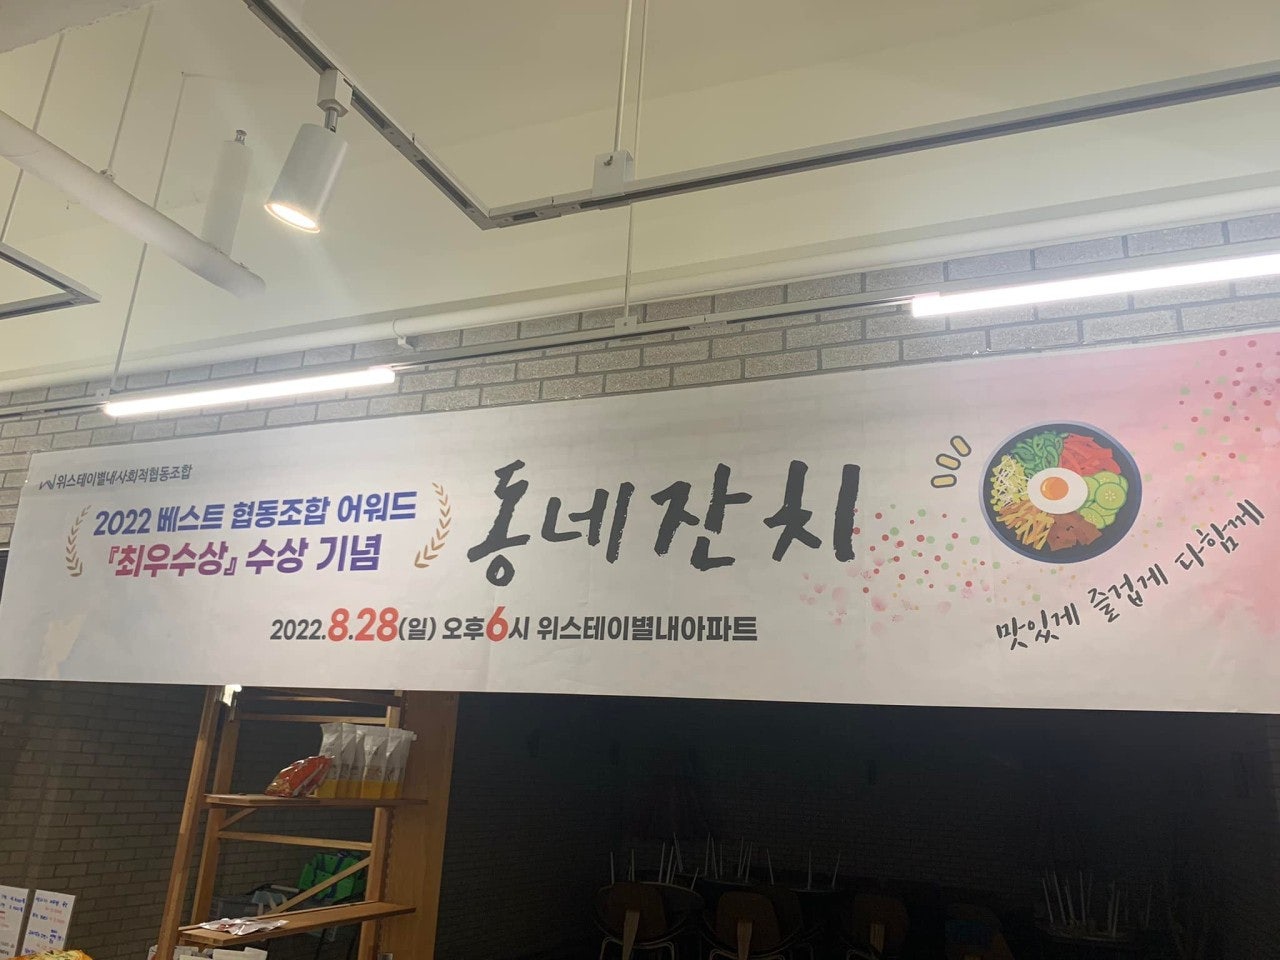 위스테이별내사회적협동조합
2022 베스트 협동조합 어워드
『최우수상』 수상 기념
동네잔치
2022.8.28(일) 오후6시 위스테이별내아파트
맛있게 즐겁게 다함께